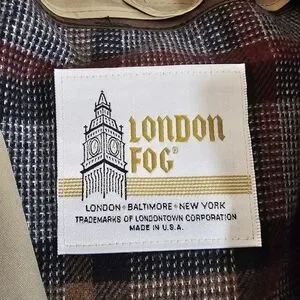 LONDON
FOG®
LONDON • BALTIMORE • NEW YORK
TRADEMARKS OF LONDONTOWN CORPORATION
MADE IN U.S.A.